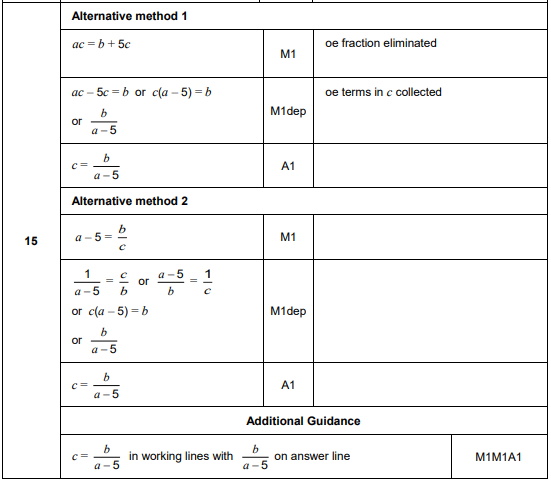 Alternative method 1
ac = b + 5c
M1
oe fraction eliminated
ac – 5c = b or c(a – 5) = b
or b/(a – 5)
M1dep
oe terms in c collected
c = b/(a – 5)
A1
Alternative method 2
15
a – 5 = b/c
M1
1/(a – 5) = c/b or (a – 5)/b = 1/c
or c(a – 5) = b
or b/(a – 5)
M1dep
c = b/(a – 5)
A1
Additional Guidance
c = b/(a – 5) in working lines with b/(a – 5) on answer line
M1M1A1